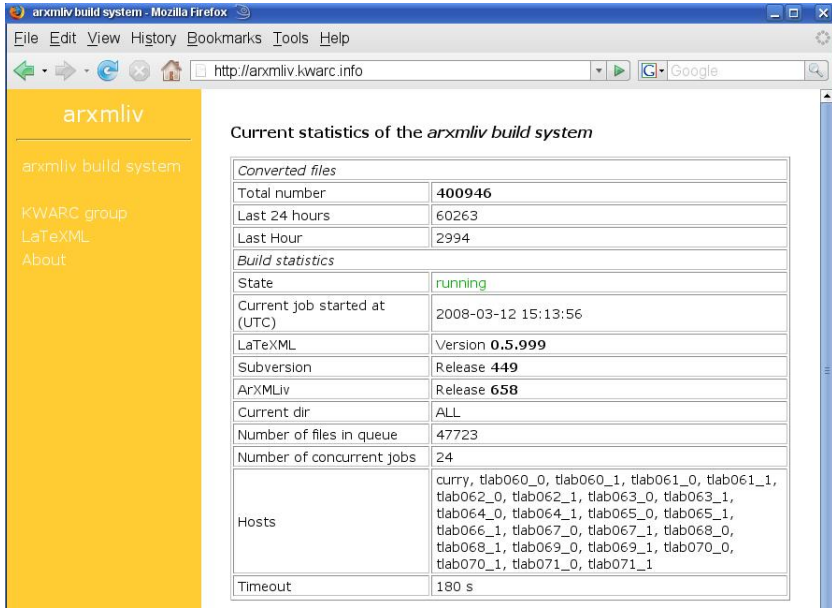 arxmliv build system - Mozilla Firefox
File Edit View History Bookmarks Tools Help
http://arxmliv.kwarc.info
G Google
arxmliv
arxmliv build system
KWARC group
LaTeXML
About
Current statistics of the arxmliv build system
Converted files
Total number 400946
Last 24 hours 60263
Last Hour 2994
Build statistics
State running
Current job started at
(UTC) 2008-03-12 15:13:56
LaTeXML Version 0.5.999
Subversion Release 449
ArXMLiv Release 658
Current dir ALL
Number of files in queue 47723
Number of concurrent jobs 24
Hosts
curry, tlab060_0, tlab060_1, tlab061_0, tlab061_1,
tlab062_0, tlab062_1, tlab063_0, tlab063_1,
tlab064_0, tlab064_1, tlab065_0, tlab065_1,
tlab066_1, tlab067_0, tlab067_1, tlab068_0,
tlab068_1, tlab069_0, tlab069_1, tlab070_0,
tlab070_1, tlab071_0, tlab071_1
Timeout 180 s